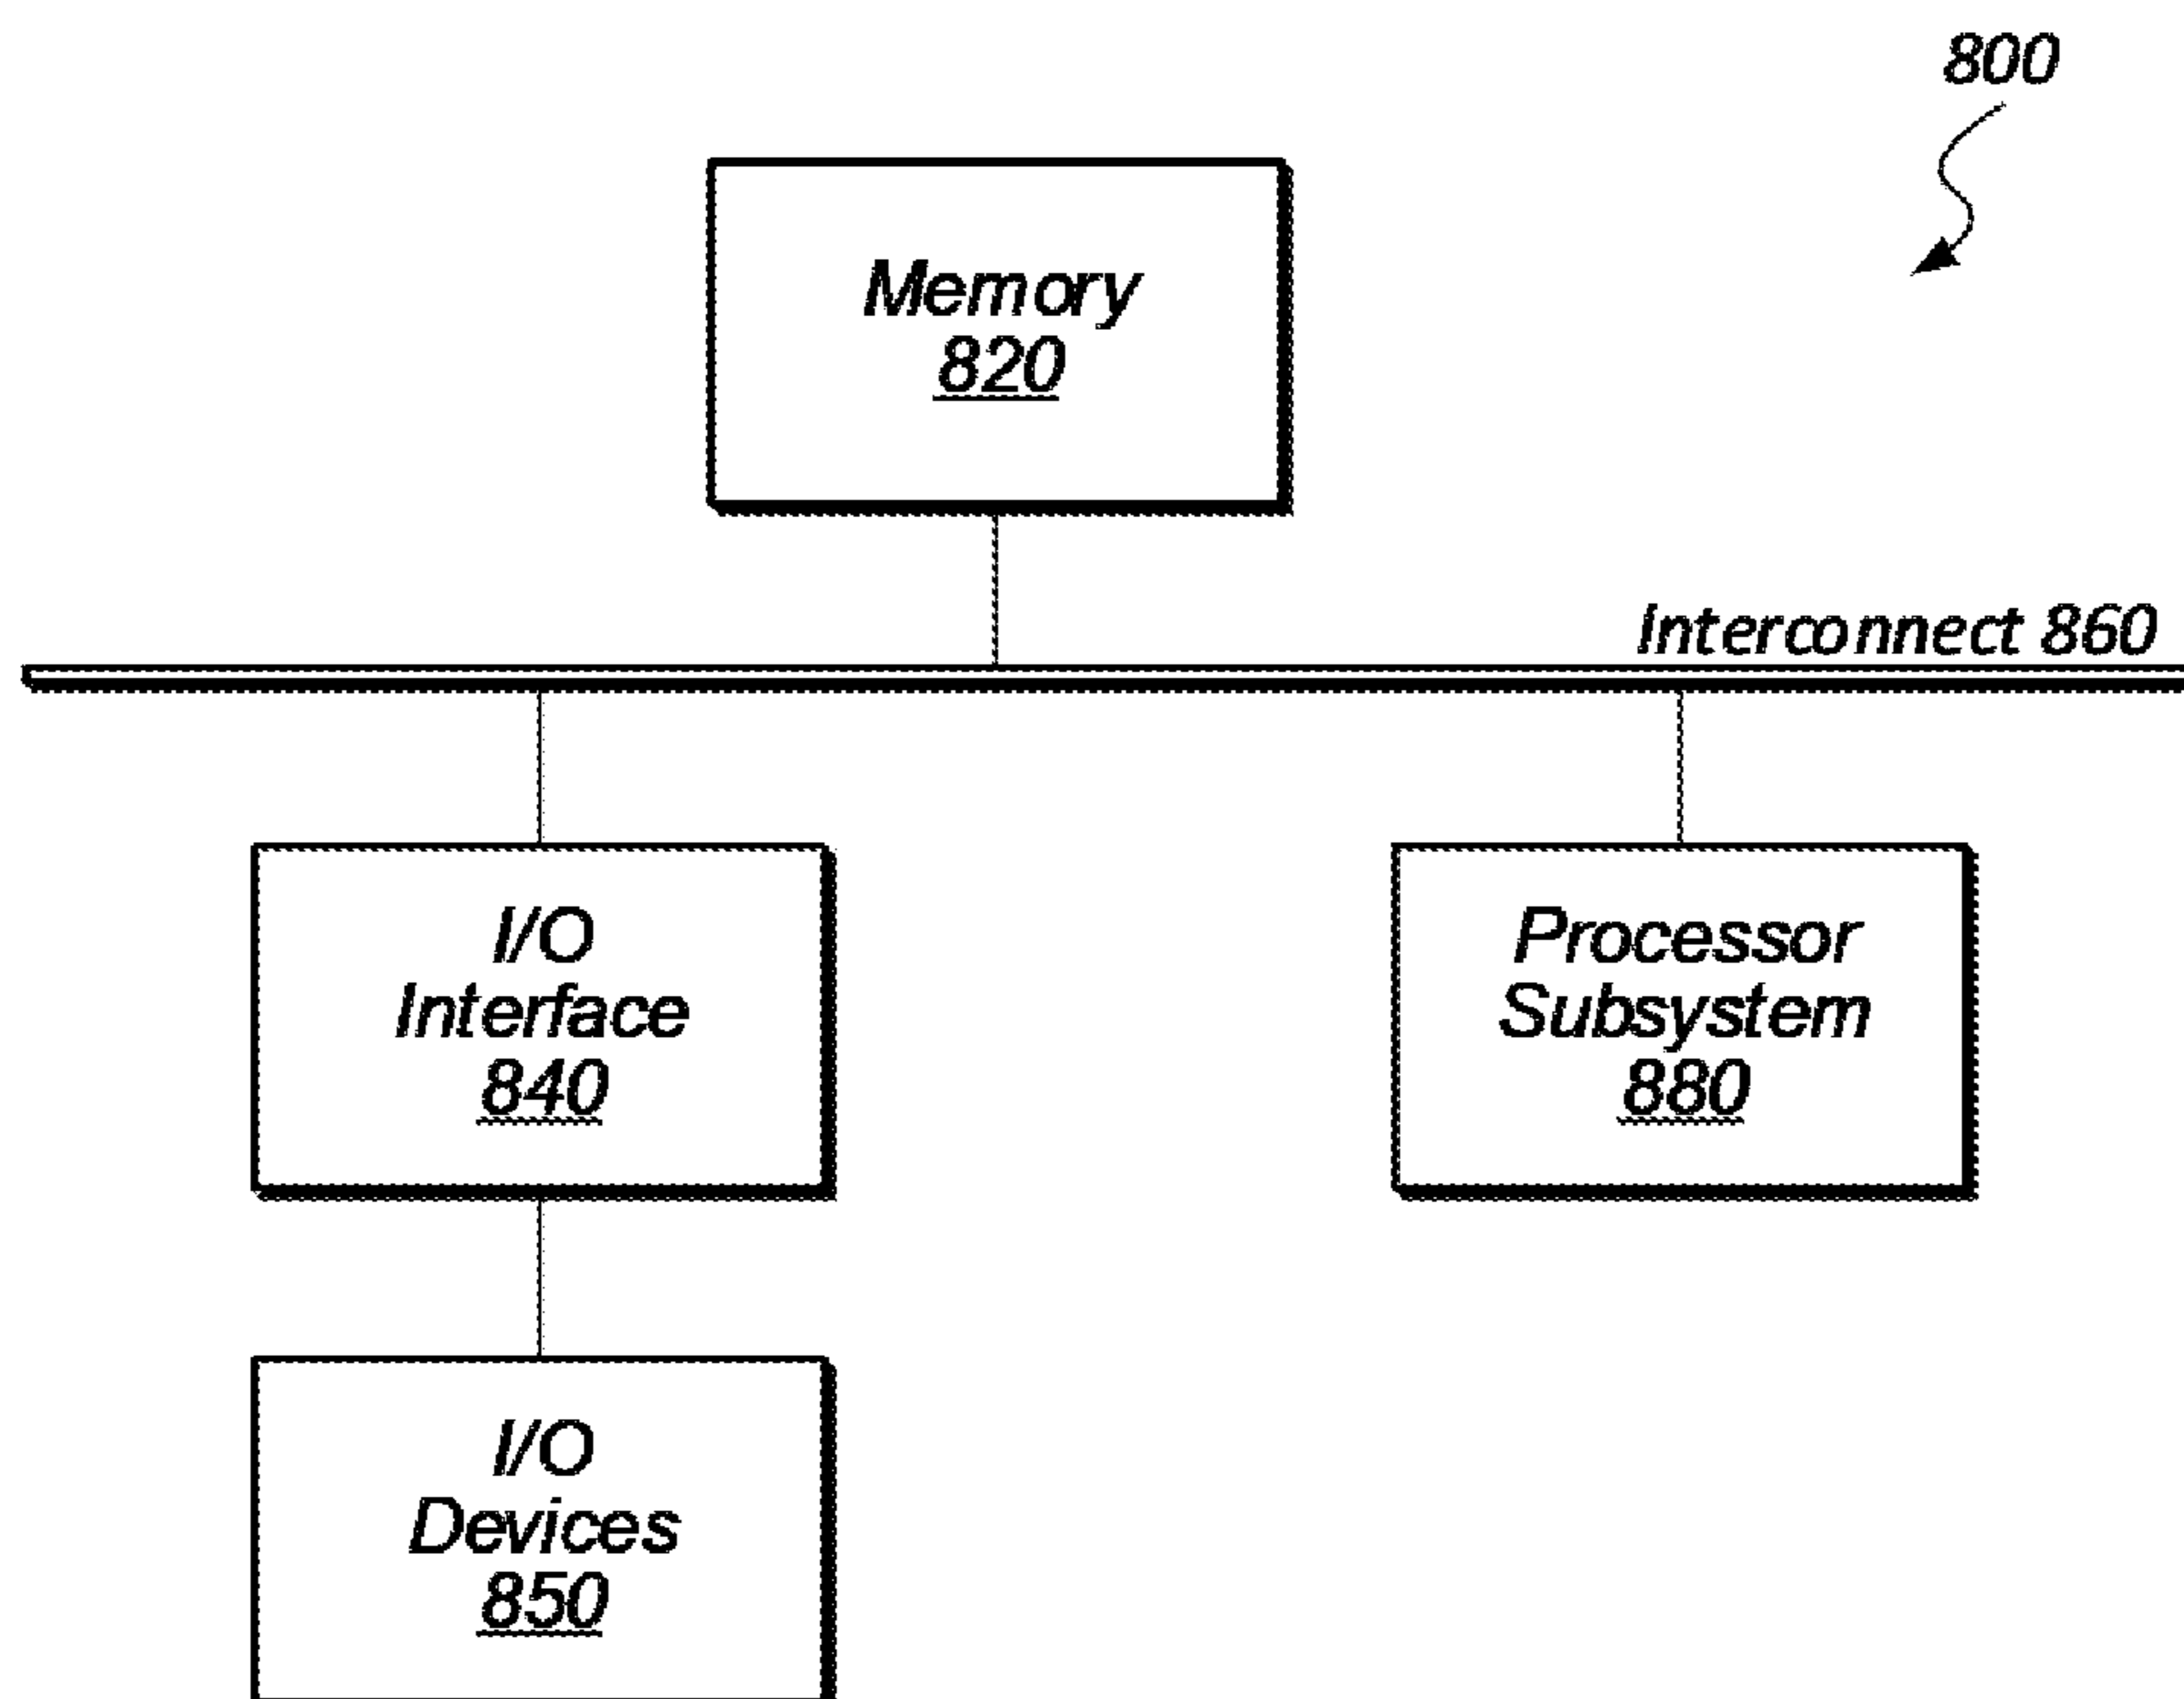 800
Memory
820
Interconnect 860
I/O
Interface
840
Processor
Subsystem
880
I/O
Devices
850